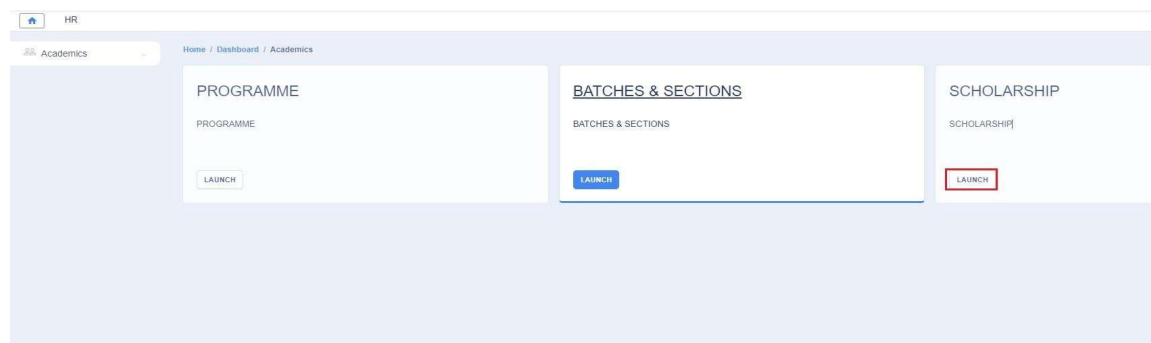 HR
Academics
Home / Dashboard / Academics
PROGRAMME
PROGRAMME
LAUNCH
BATCHES & SECTIONS
BATCHES & SECTIONS
LAUNCH
SCHOLARSHIP
SCHOLARSHIP
LAUNCH